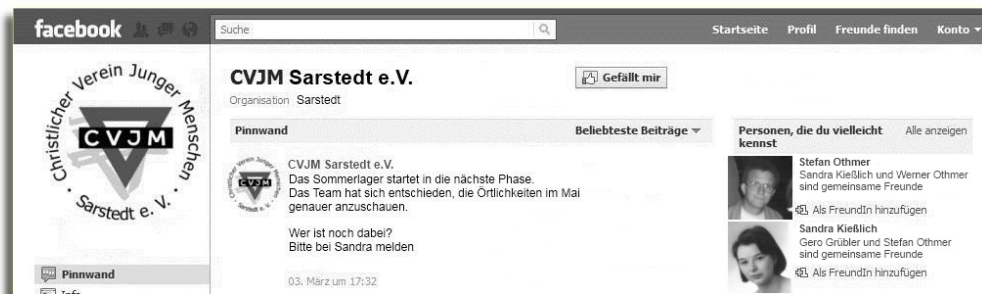 facebook
Suche
Startseite Profil Freunde finden Konto
Christlicher Verein Junger Menschen
CVJM
Sarstedt e. V.
CVJM Sarstedt e.V.
Gefällt mir
Organisation Sarstedt
Pinnwand
Beliebteste Beiträge
CVJM Sarstedt e.V.
Das Sommerlager startet in die nächste Phase.
Das Team hat sich entschieden, die Örtlichkeiten im Mai
genauer anzuschauen.
Wer ist noch dabei?
Bitte bei Sandra melden
03. März um 17:32
CVJM
Personen, die du vielleicht
kennst
Alle anzeigen
Stefan Othmer
Sandra Kießlich und Werner Othmer
sind gemeinsame Freunde
Als FreundIn hinzufügen
Sandra Kießlich
Gero Grübler und Stefan Othmer
sind gemeinsame Freunde
Als FreundIn hinzufügen
Pinnwand